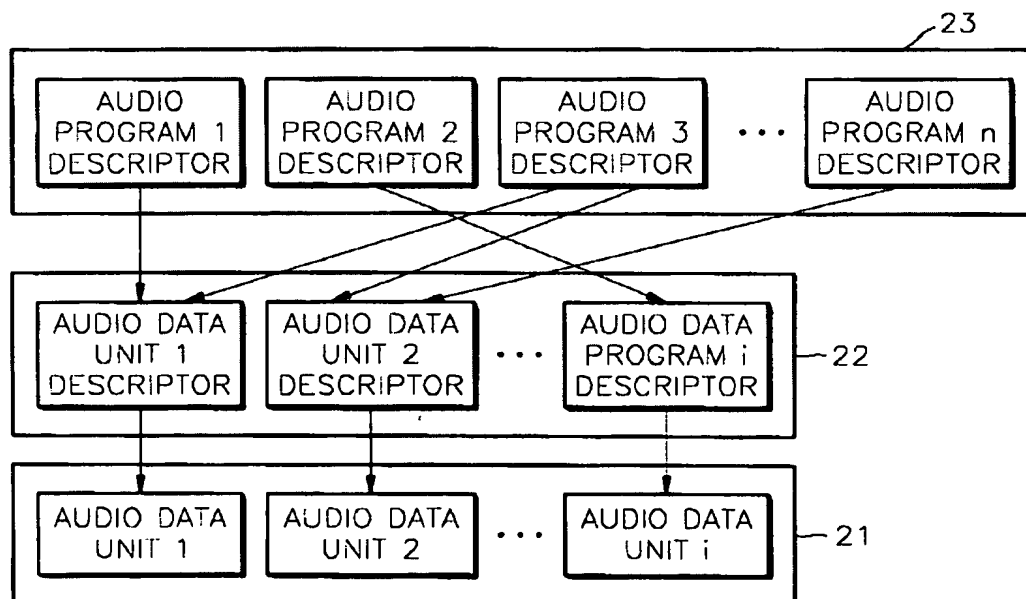 23
AUDIO
PROGRAM 1
DESCRIPTOR
AUDIO
PROGRAM 2
DESCRIPTOR
AUDIO
PROGRAM 3
DESCRIPTOR
...
AUDIO
PROGRAM n
DESCRIPTOR
AUDIO DATA
UNIT 1
DESCRIPTOR
AUDIO DATA
UNIT 2
DESCRIPTOR
...
AUDIO DATA
PROGRAM i
DESCRIPTOR
22
AUDIO DATA
UNIT 1
AUDIO DATA
UNIT 2
...
AUDIO DATA
UNIT i
21